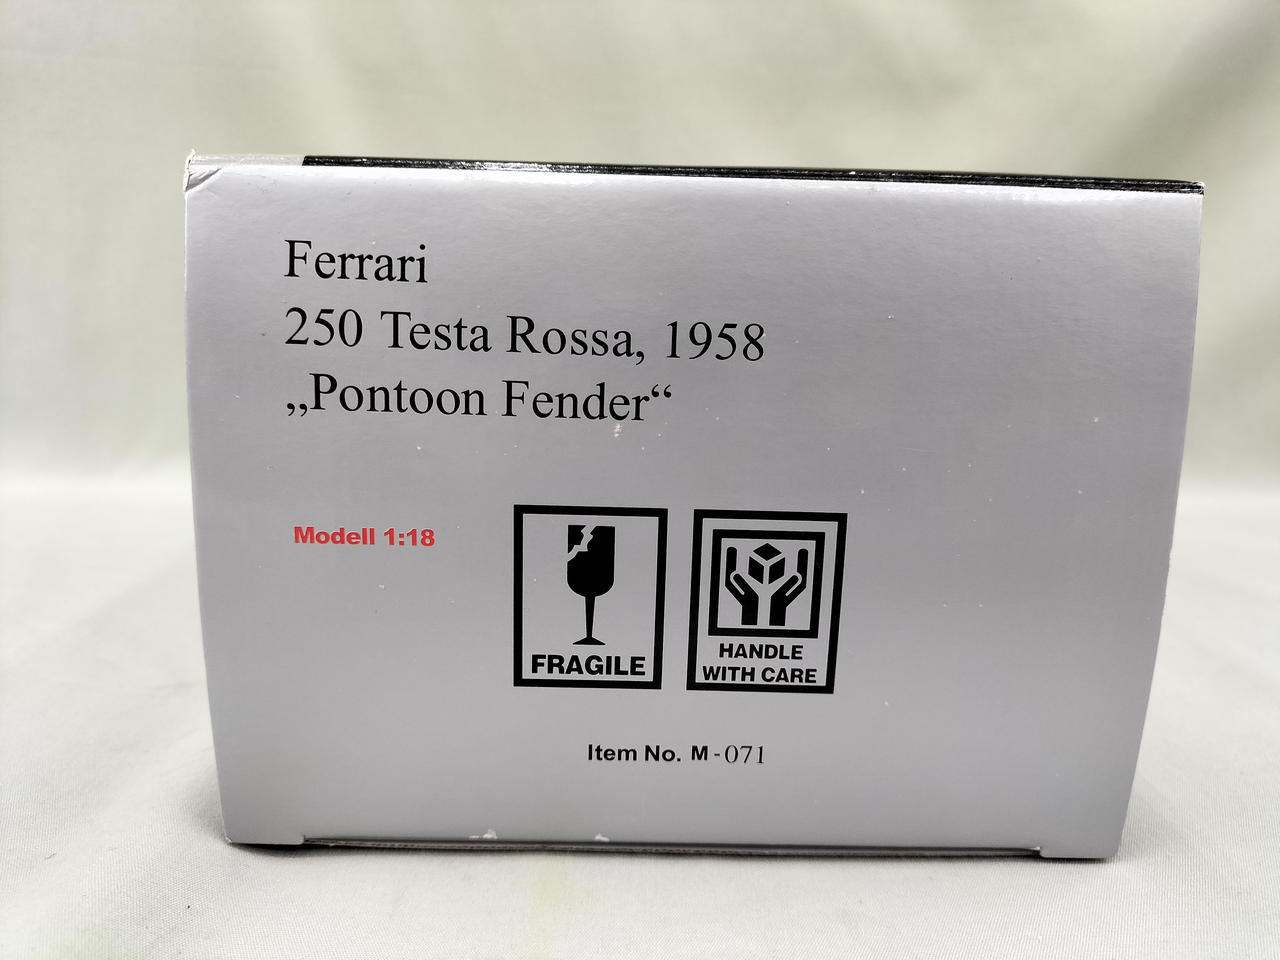 Ferrari
250 Testa Rossa, 1958
„Pontoon Fender“
Modell 1:18
FRAGILE
HANDLE
WITH CARE
Item No. M-071